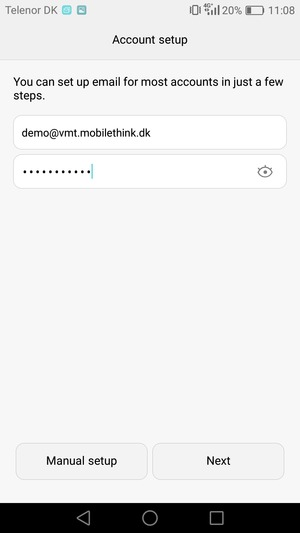 Telenor DK 4G 20% 11:08
Account setup
You can set up email for most accounts in just a few
steps.
demo@vmt.mobilethink.dk
•••••••••••
Manual setup Next